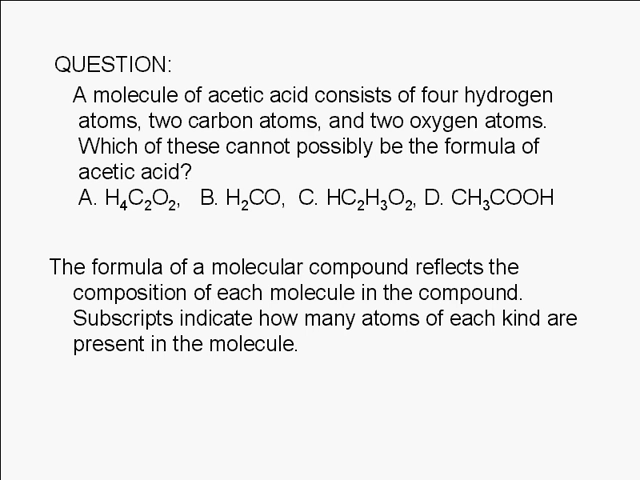 QUESTION:
A molecule of acetic acid consists of four hydrogen
atoms, two carbon atoms, and two oxygen atoms.
Which of these cannot possibly be the formula of
acetic acid?
A. H₄C₂O₂, B. H₂CO, C. HC₂H₃O₂, D. CH₃COOH
The formula of a molecular compound reflects the
composition of each molecule in the compound.
Subscripts indicate how many atoms of each kind are
present in the molecule.